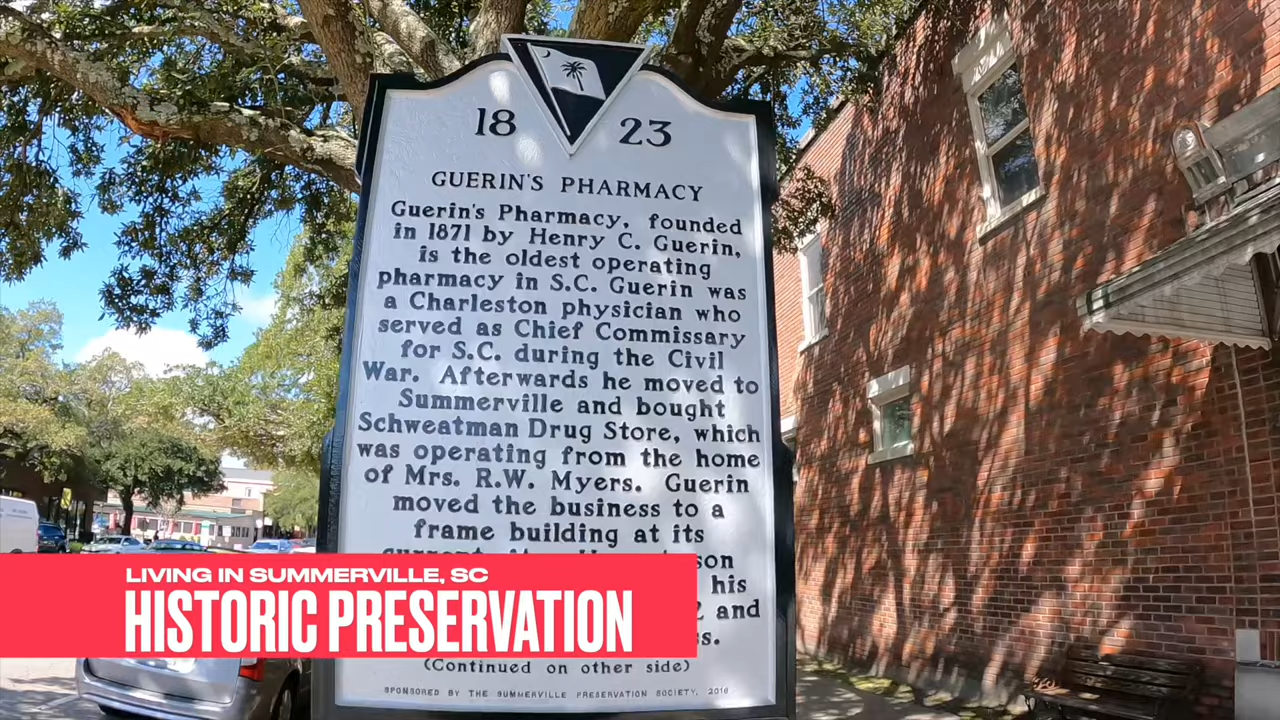 18 23
GUERIN'S PHARMACY
Guerin's Pharmacy, founded
in 1871 by Henry C. Guerin,
is the oldest operating
pharmacy in S.C. Guerin was
a Charleston physician who
served as Chief Commissary
for S.C. during the Civil
War. Afterwards he moved to
Summerville and bought
Schweatman Drug Store, which
was operating from the home
of Mrs. R.W. Myers. Guerin
moved the business to a
frame building at its
son
his
and
LIVING IN SUMMERVILLE, SC
HISTORIC PRESERVATION
(Continued on other side)
SPONSORED BY THE SUMMERVILLE PRESERVATION SOCIETY, 2016